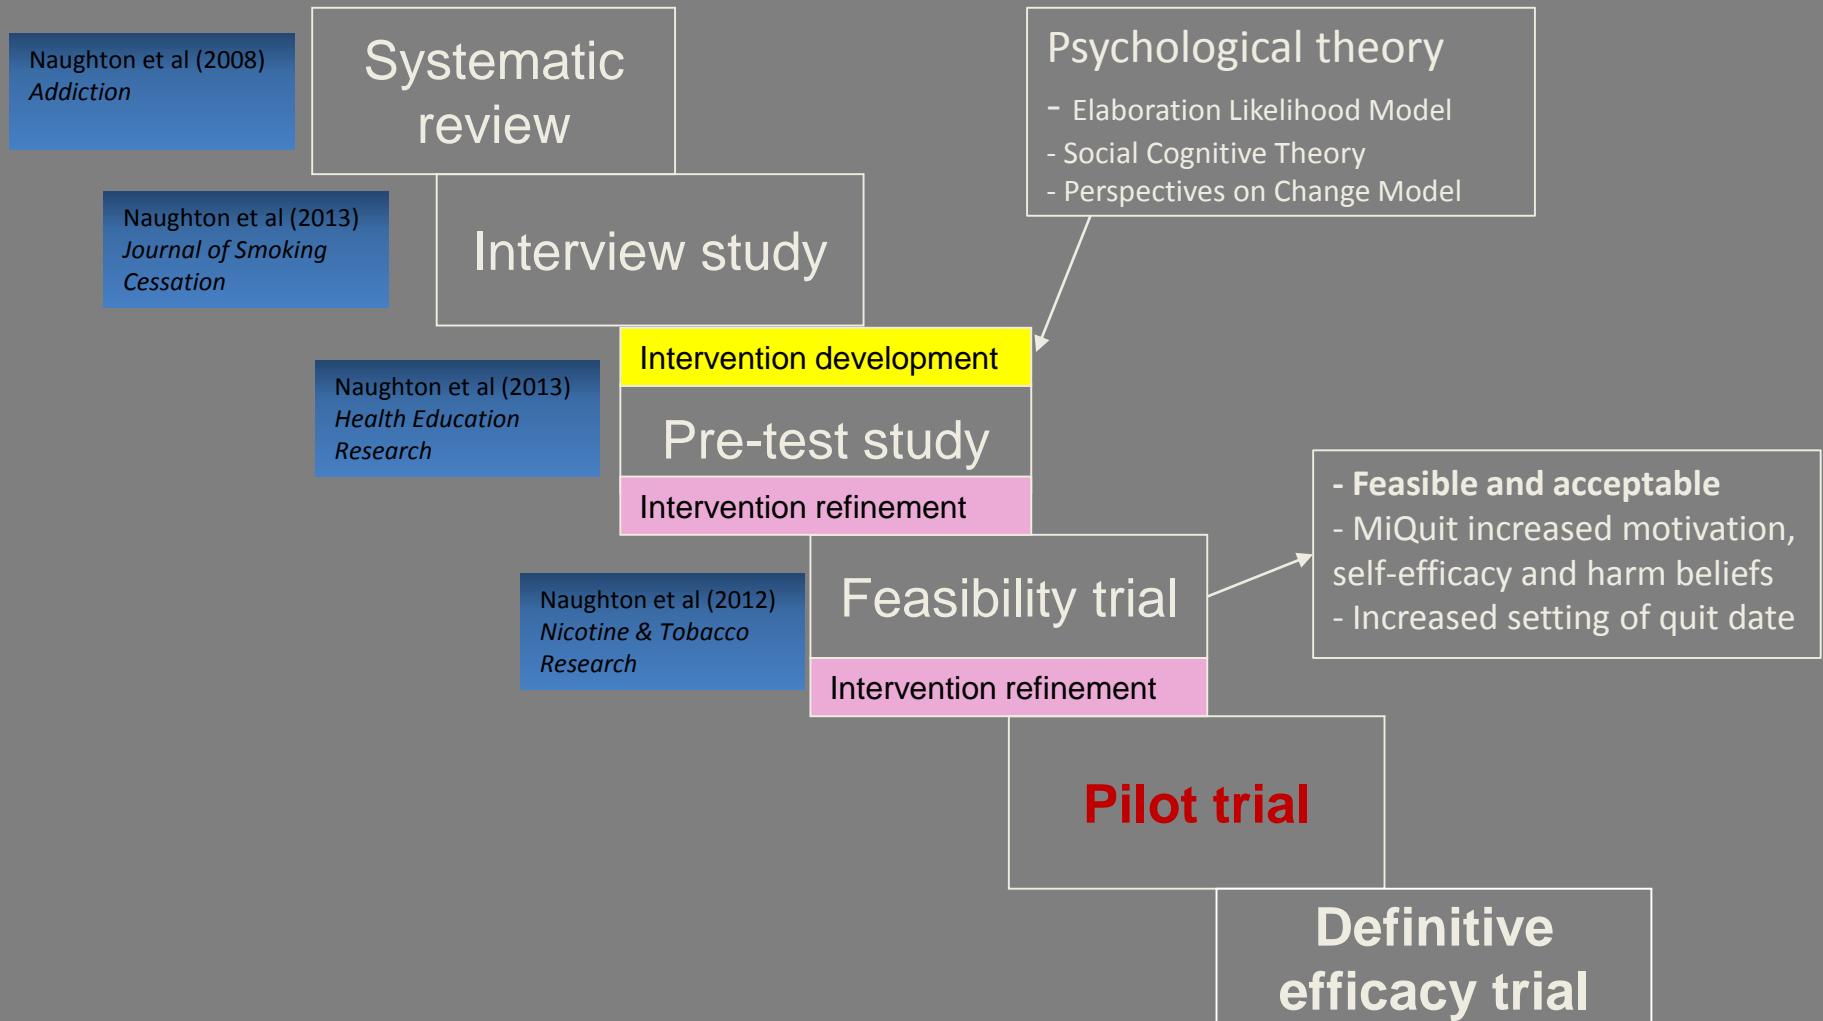 Naughton et al (2008)
Addiction
Systematic
review
Psychological theory
- Elaboration Likelihood Model
- Social Cognitive Theory
- Perspectives on Change Model
Naughton et al (2013)
Journal of Smoking
Cessation
Interview study
Intervention development
Naughton et al (2013)
Health Education
Research
Pre-test study
Intervention refinement
- Feasible and acceptable
- MiQuit increased motivation,
self-efficacy and harm beliefs
- Increased setting of quit date
Naughton et al (2012)
Nicotine & Tobacco
Research
Feasibility trial
Intervention refinement
Pilot trial
Definitive
efficacy trial